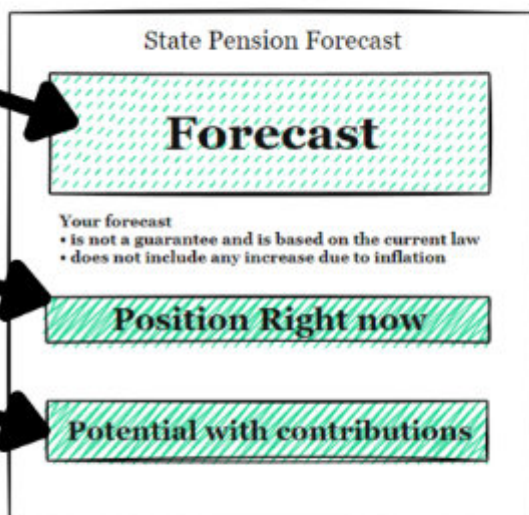 State Pension Forecast
Forecast
Your forecast
• is not a guarantee and is based on the current law
• does not include any increase due to inflation
Position Right now
Potential with contributions